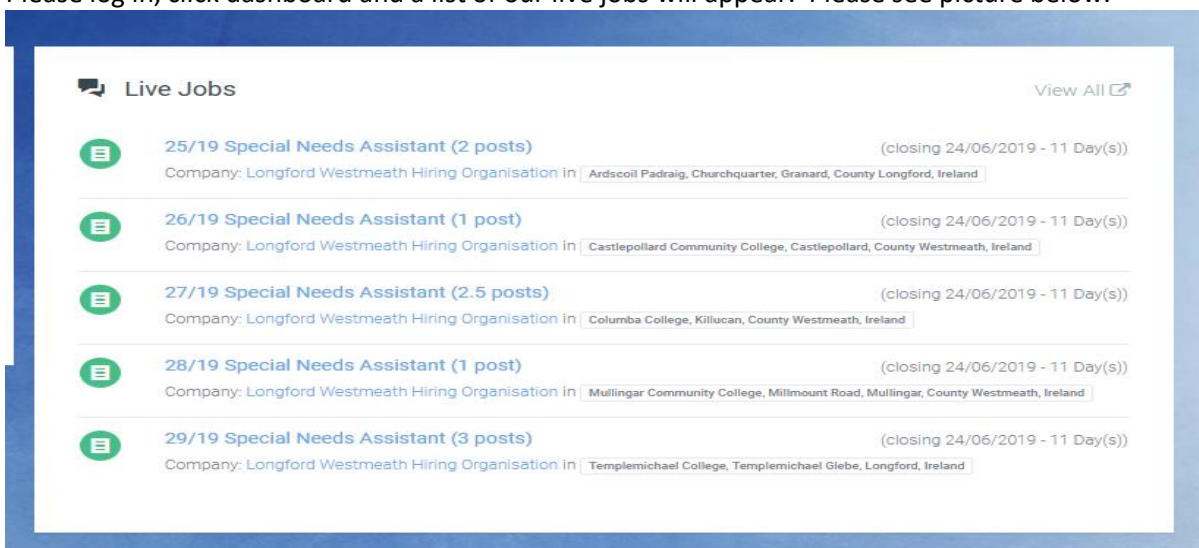 Please log in, click dashboard and a list of our live jobs will appear. Please see picture below.
Live Jobs
View All
25/19 Special Needs Assistant (2 posts)
(closing 24/06/2019 - 11 Day(s))
Company: Longford Westmeath Hiring Organisation in Ardscoil Padraig, Churchquarter, Granard, County Longford, Ireland
26/19 Special Needs Assistant (1 post)
(closing 24/06/2019 - 11 Day(s))
Company: Longford Westmeath Hiring Organisation in Castlepollard Community College, Castlepollard, County Westmeath, Ireland
27/19 Special Needs Assistant (2.5 posts)
(closing 24/06/2019 - 11 Day(s))
Company: Longford Westmeath Hiring Organisation in Columba College, Killucan, County Westmeath, Ireland
28/19 Special Needs Assistant (1 post)
(closing 24/06/2019 - 11 Day(s))
Company: Longford Westmeath Hiring Organisation in Mullingar Community College, Millmount Road, Mullingar, County Westmeath, Ireland
29/19 Special Needs Assistant (3 posts)
(closing 24/06/2019 - 11 Day(s))
Company: Longford Westmeath Hiring Organisation in Templemichael College, Templemichael Glebe, Longford, Ireland